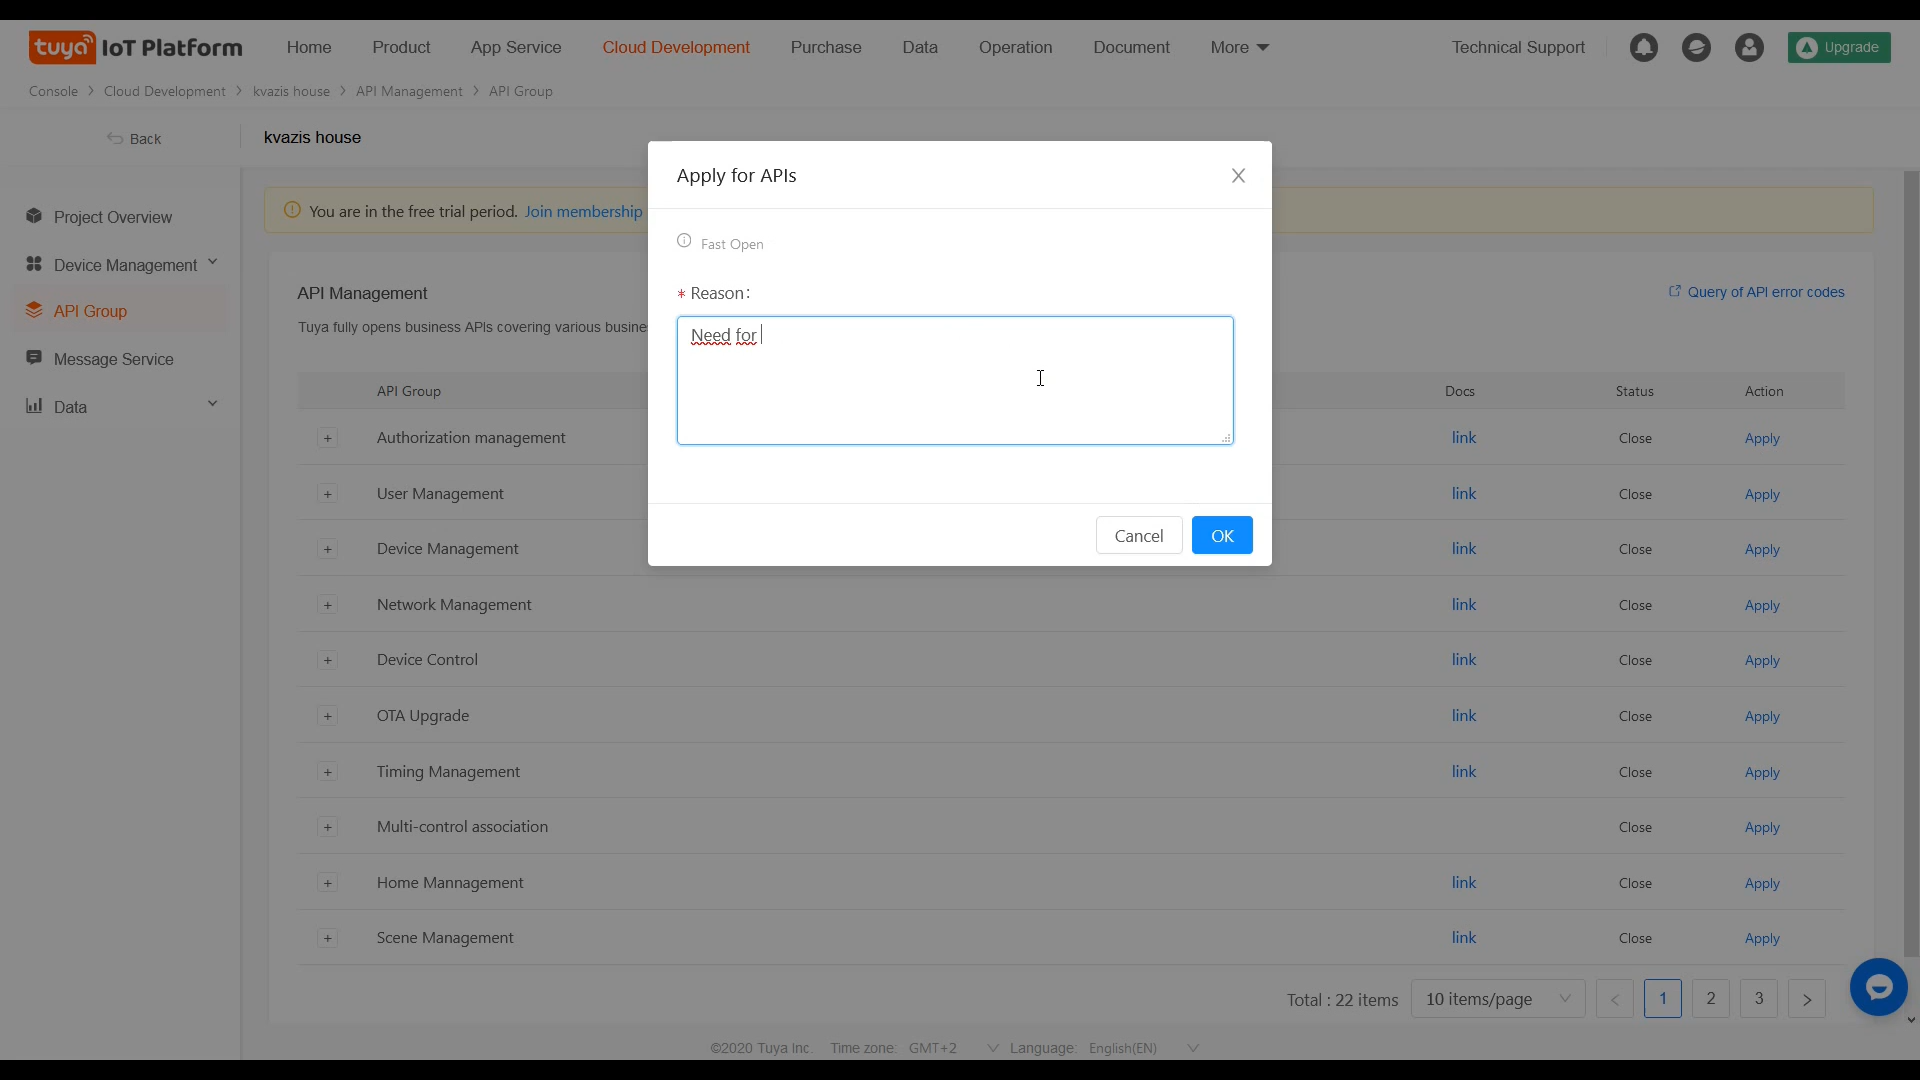 tuya IoT Platform
Home Product App Service Cloud Development Purchase Data Operation Document More Technical Support Upgrade
Console > Cloud Development > kvazis house > API Management > API Group
Back
kvazis house
Project Overview
Device Management
API Group
Message Service
Data
You are in the free trial period. Join membership
API Management
Query of API error codes
Tuya fully opens business APIs covering various busine
API Group Docs Status Action
+ Authorization management link Close Apply
+ User Management link Close Apply
+ Device Management link Close Apply
+ Network Management link Close Apply
+ Device Control link Close Apply
+ OTA Upgrade link Close Apply
+ Timing Management link Close Apply
+ Multi-control association Close Apply
+ Home Mannagement link Close Apply
+ Scene Management link Close Apply
Total : 22 items 10 items/page < 1 2 3 >
©2020 Tuya Inc. Time zone: GMT+2 Language: English(EN)
Apply for APIs
Fast Open
* Reason:
Need for
Cancel OK